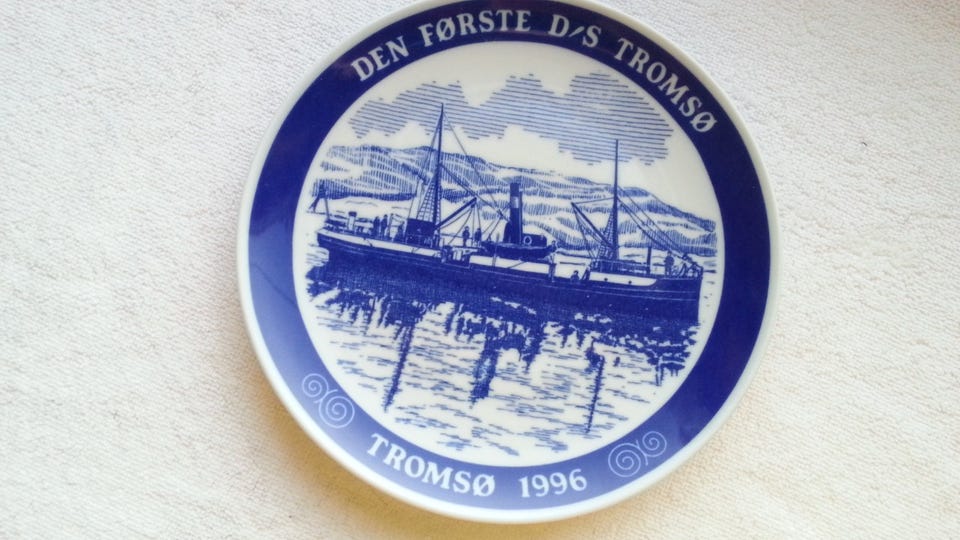 DEN FØRSTE D/S TROMSØ
TROMSØ 1996